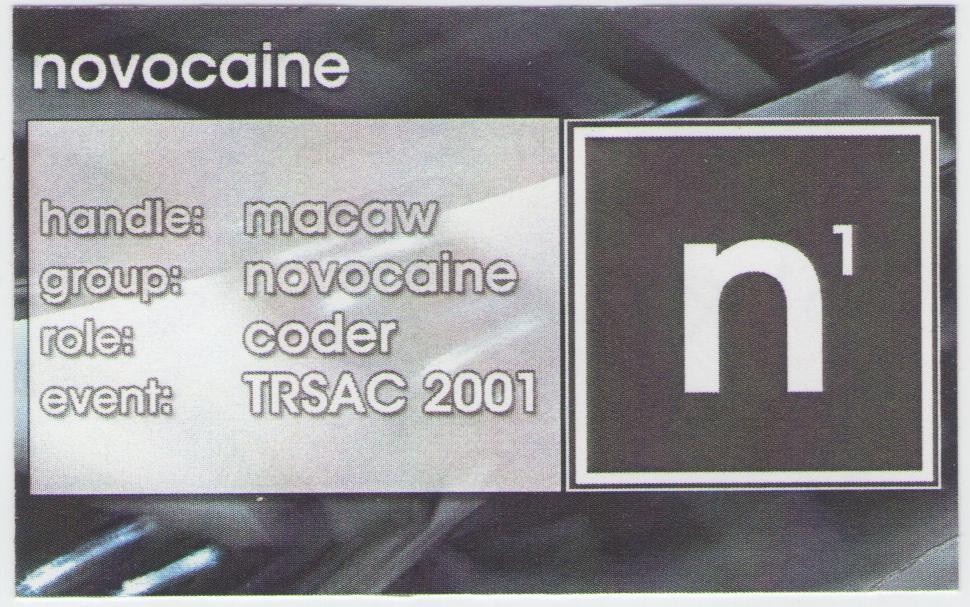 novocaine
handle: macaw
group: novocaine
role: coder
event: TRSAC 2001
n1